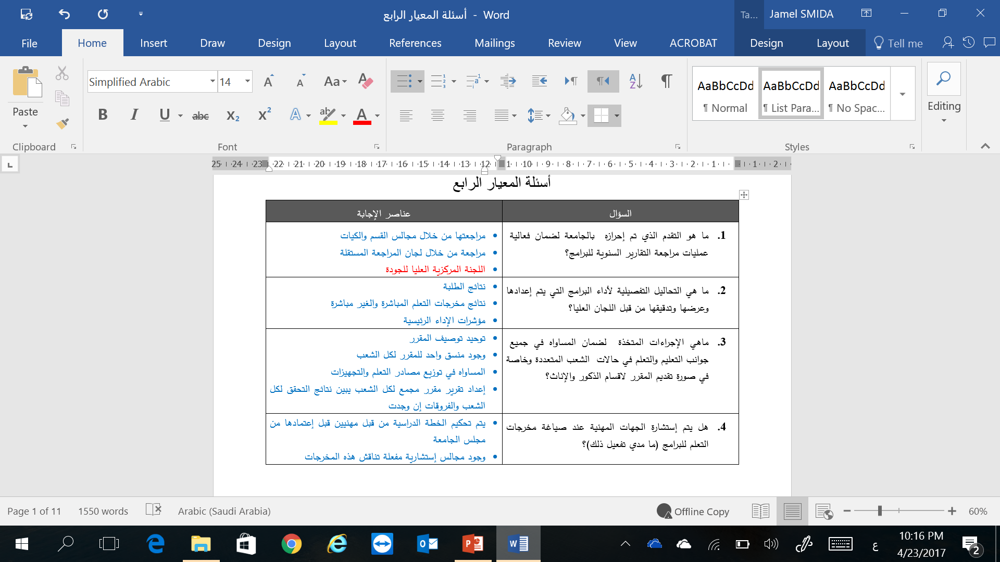 أسئلة المعيار الرابع - Word
Ta...
Jamel SMIDA
File
Home
Insert
Draw
Design
Layout
References
Mailings
Review
View
ACROBAT
Design
Layout
Tell me
Paste
Clipboard
Simplified Arabic
14
Font
Paragraph
AaBbCcDd
¶ Normal
AaBbCcDd
¶ List Para...
AaBbCcDd
¶ No Spac...
Styles
Editing
25 24 23 22 21 20 19 18 17 16 15 14 13 12 1 10 9 8 7 6 5 4 3 2 1 1 2
أسئلة المعيار الرابع
السؤال
عناصر الإجابة
1. ما هو التقدم الذي تم إحرازه بالجامعة لضمان فعالية
عمليات مراجعة التقارير السنوية للبرامج؟
• مراجعتها من خلال مجالس القسم والكيات
• مراجعة من خلال لجان المراجعة المستقلة
• اللجنة المركزية العليا للجودة
2. ما هي التحاليل التفصيلية لأداء البرامج التي يتم إعدادها
وعرضها وتدقيقها من قبل اللجان العليا؟
• نتائج الطلبة
• نتائج مخرجات التعلم المباشرة والغير مباشرة
• مؤشرات الإداء الرئيسية
3. ماهي الإجراءات المتخذة لضمان المساواه في جميع
جوانب التعليم والتعلم في حالات الشعب المتعددة وخاصة
في صورة تقديم المقرر لاقسام الذكور والإناث؟
• توحيد توصيف المقرر
• وجود منسق واحد للمقرر لكل الشعب
• المساواه في توزيع مصادر التعلم والتجهيزات
• إعداد تقرير مقرر مجمع لكل الشعب يبين نتائج التحقق لكل
الشعب والفروقات إن وجدت
4. هل يتم إستشارة الجهات المهنية عند صياغة مخرجات
التعلم للبرامج (ما مدي تفعيل ذلك)؟
• يتم تحكيم الخطة الدراسية من قبل مهنيين قبل إعتمادها من
مجلس الجامعة
• وجود مجالس إستشارية مفعلة تناقش هذه المخرجات
Page 1 of 11
1550 words
Arabic (Saudi Arabia)
Offline Copy
60%
ع
10:16 PM
4/23/2017
2